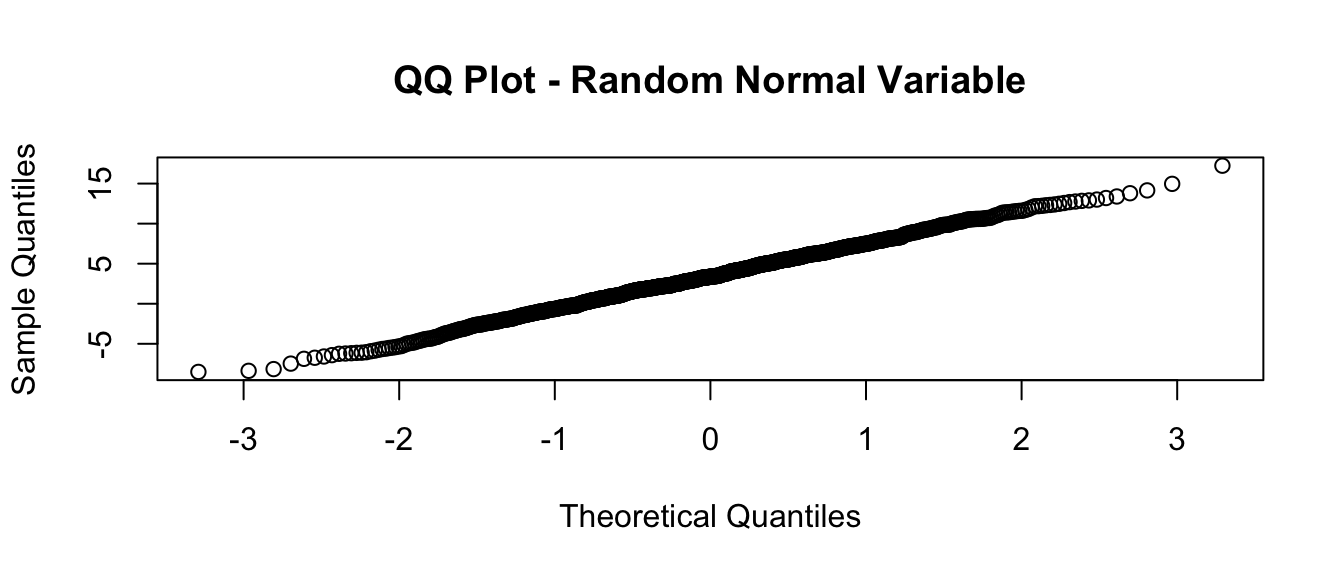 QQ Plot - Random Normal Variable
Sample Quantiles
15
5
-5
-3 -2 -1 0 1 2 3
Theoretical Quantiles